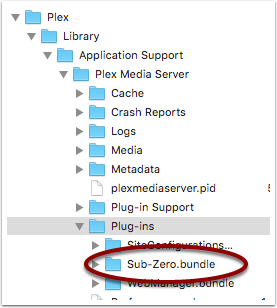 Plex
Library
Application Support
Plex Media Server
Cache
Crash Reports
Logs
Media
Metadata
plexmediaserver.pid 5
Plug-in Support
Plug-ins
SiteConfigurations...
Sub-Zero.bundle
WebManager.bundle